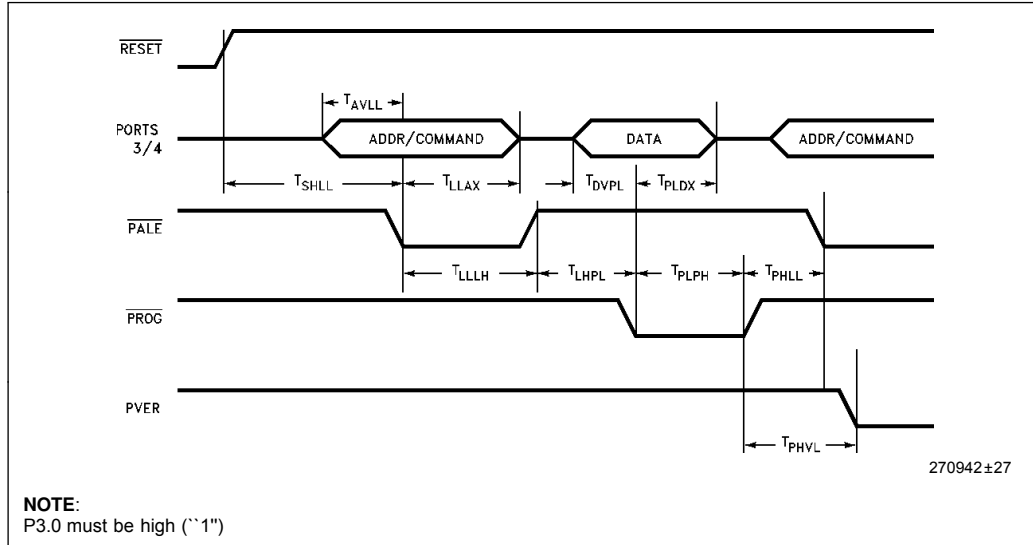 RESET
T_AVLL
PORTS
3/4
ADDR/COMMAND
DATA
ADDR/COMMAND
T_SHLL
T_LLAX
T_DVPL
T_PLDX
PALE
T_LLLH
T_LHPL
T_PLPH
T_PHLL
PROG
PVER
T_PHVL
270942±27
NOTE:
P3.0 must be high (``1'')